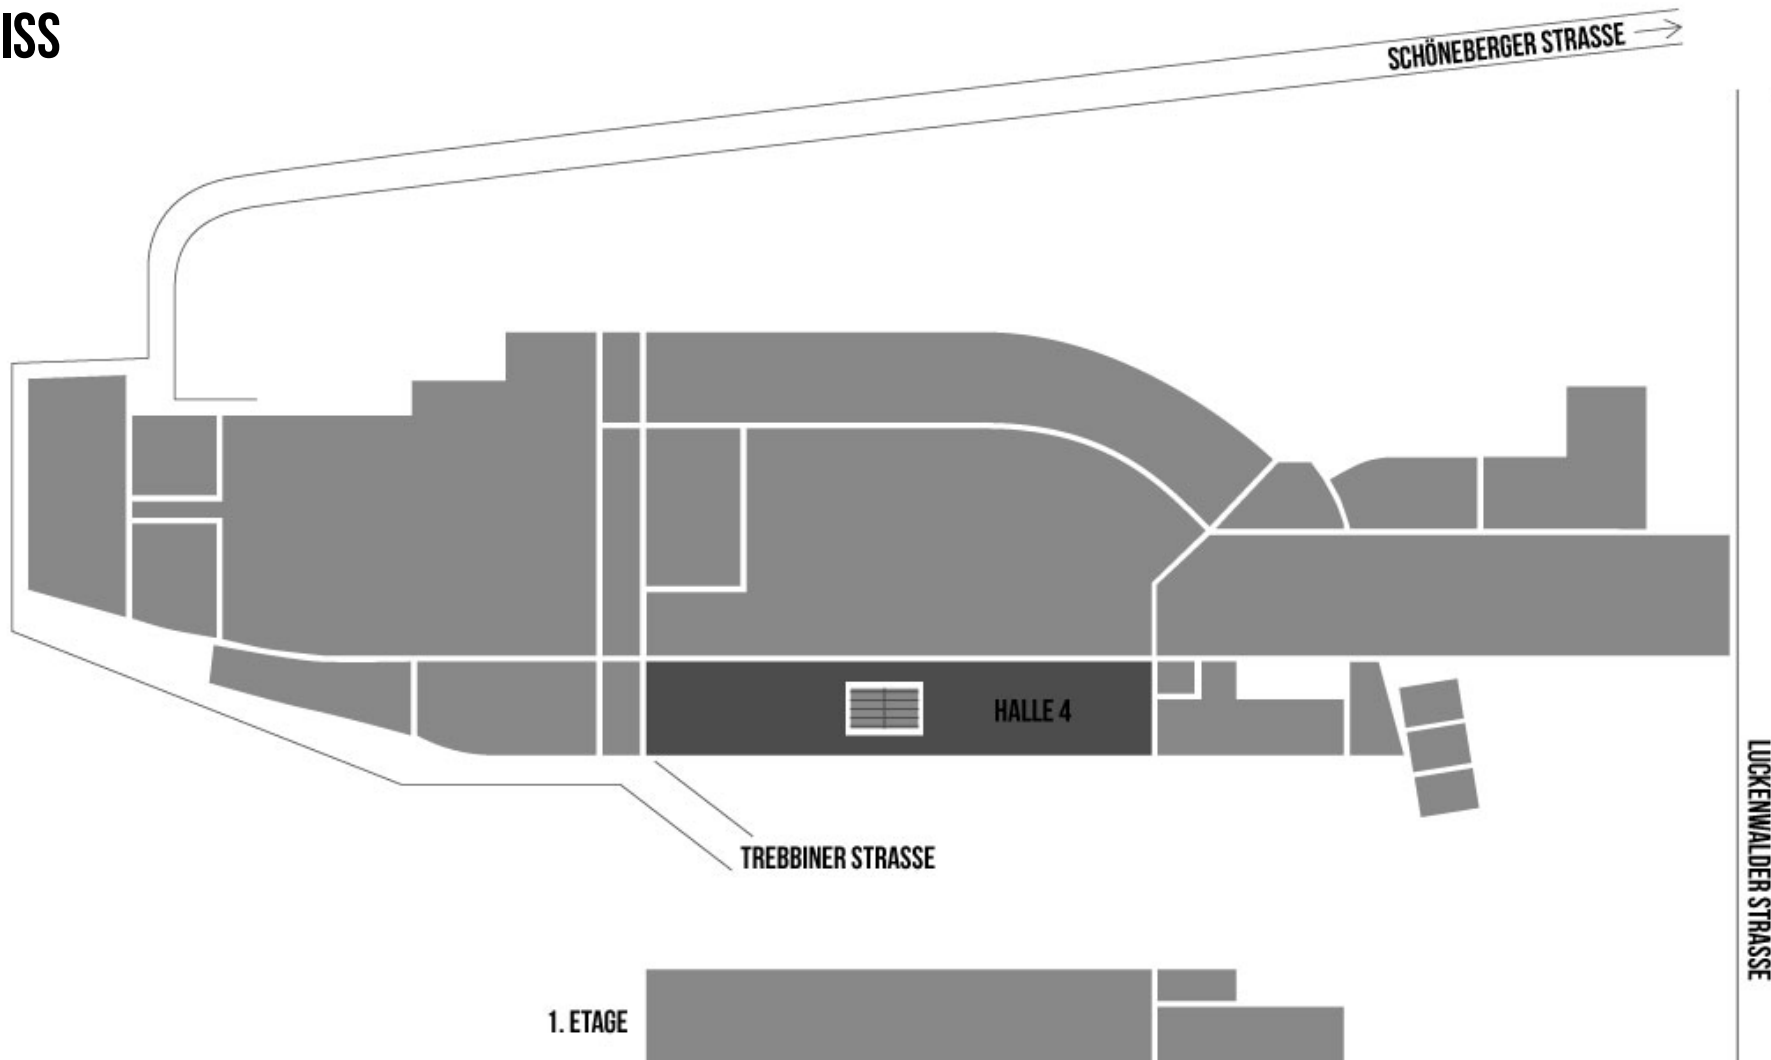 ISS
SCHÖNEBERGER STRASSE
HALLE 4
TREBBINER STRASSE
LUCKENWALDER STRASSE
1. ETAGE